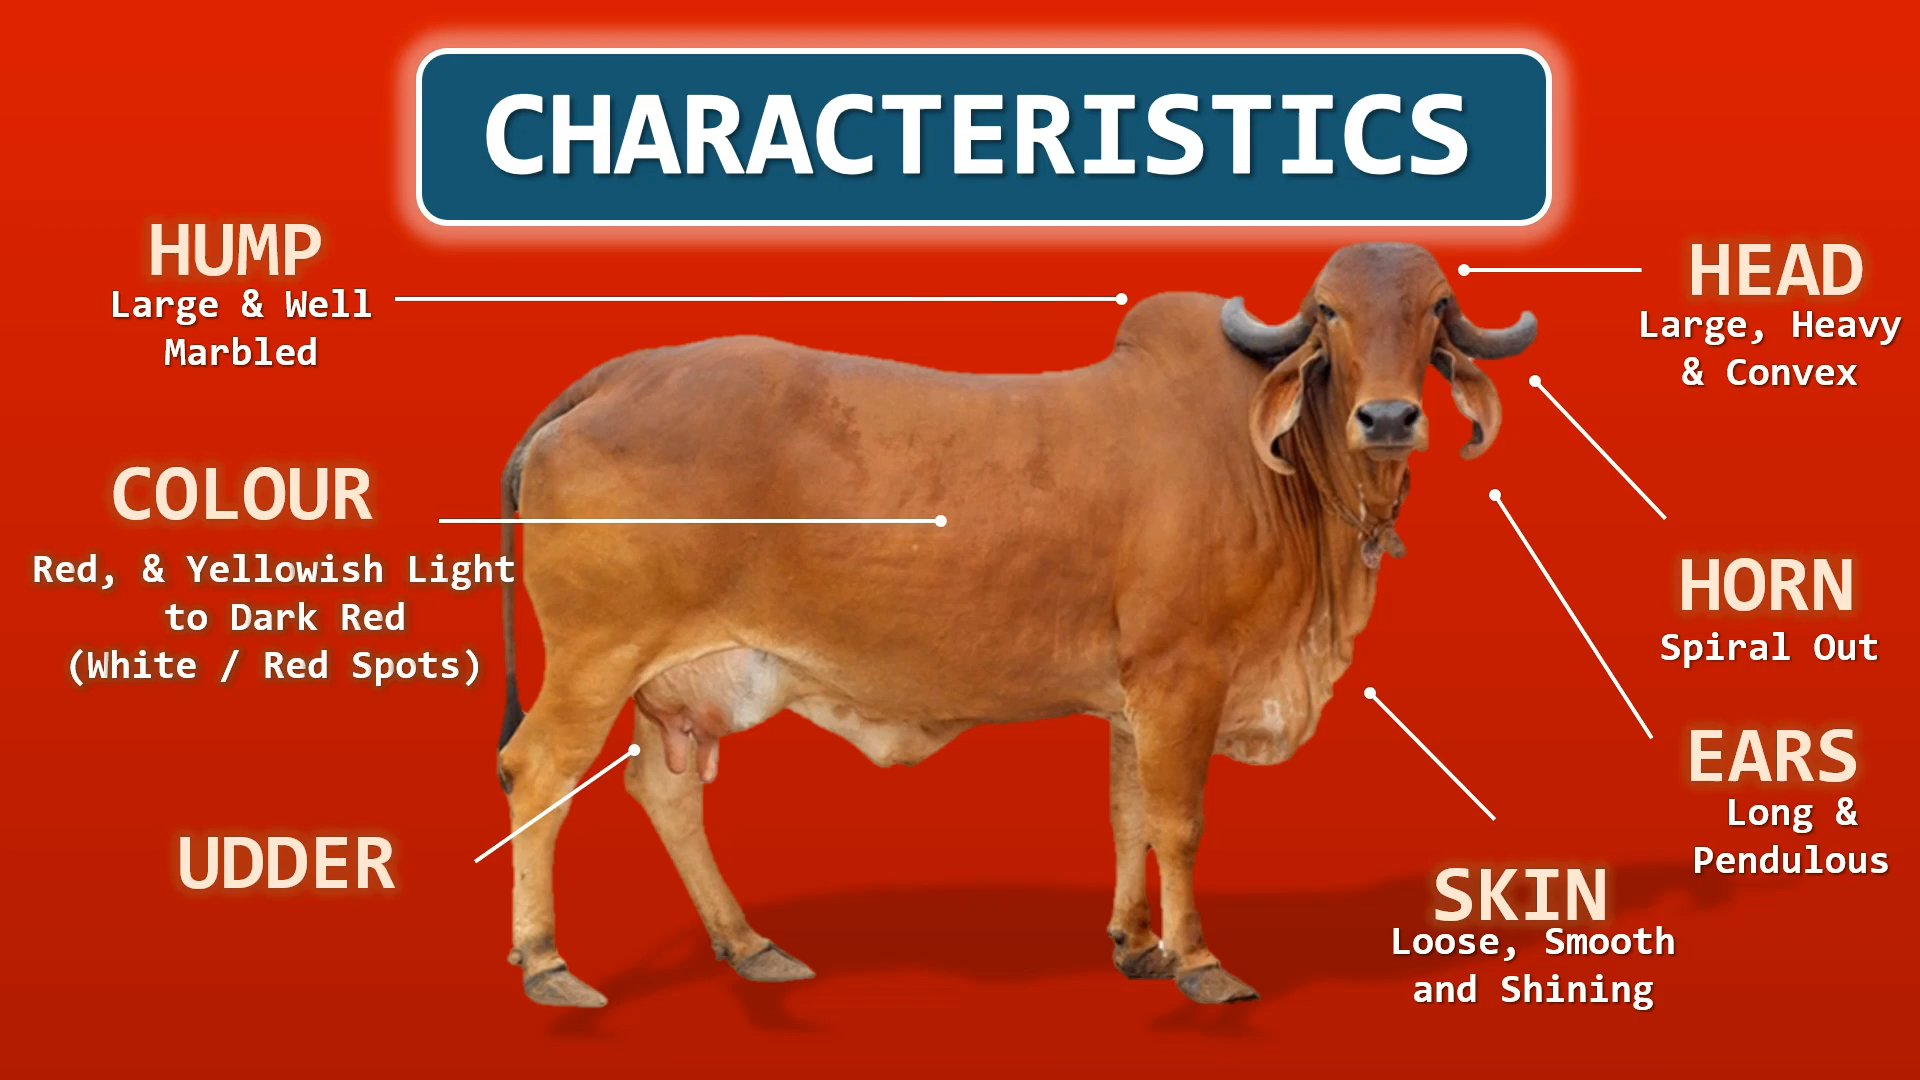 CHARACTERISTICS
HUMP
Large & Well
Marbled
COLOUR
Red, & Yellowish Light
to Dark Red
(White / Red Spots)
UDDER
HEAD
Large, Heavy
& Convex
HORN
Spiral Out
EARS
Long &
Pendulous
SKIN
Loose, Smooth
and Shining